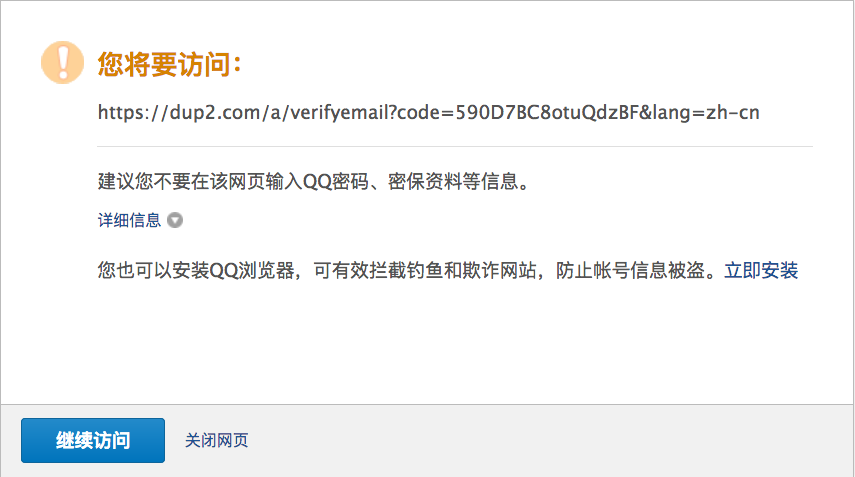 您将要访问：
https://dup2.com/a/verifyemail?code=590D7BC8otuQdzBF&lang=zh-cn
建议您不要在该网页输入QQ密码、密保资料等信息。
详细信息
您也可以安装QQ浏览器，可有效拦截钓鱼和欺诈网站，防止帐号信息被盗。立即安装
继续访问 关闭网页